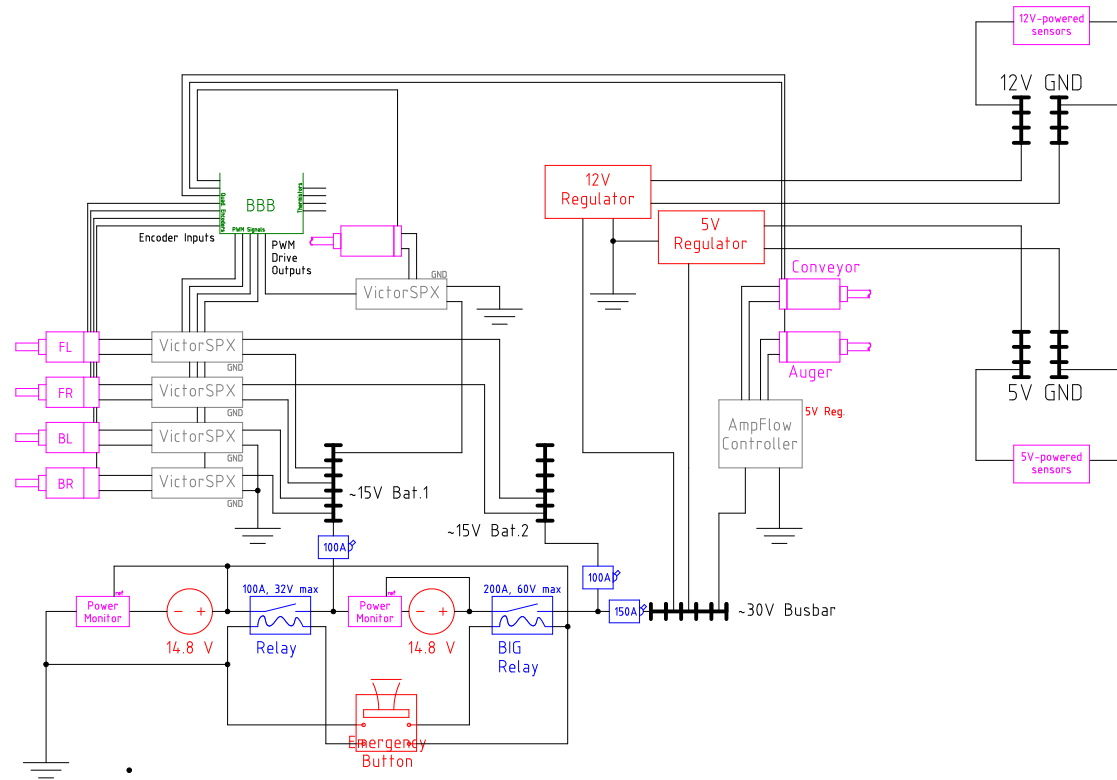 12V-powered
sensors
12V GND
12V
Regulator
5V
Regulator
BBB
Quad. Encoders
Thermistors
PWM Signals
Encoder Inputs
PWM
Drive
Outputs
GND
VictorSPX
Conveyor
Auger
FL
VictorSPX
GND
FR
VictorSPX
GND
BL
VictorSPX
GND
BR
VictorSPX
GND
5V GND
AmpFlow
Controller
5V Reg.
5V-powered
sensors
~15V Bat.1
~15V Bat.2
100A
100A
150A
~30V Busbar
ref
Power
Monitor
- +
14.8 V
100A, 32V max
Relay
ref
Power
Monitor
- +
14.8 V
200A, 60V max
BIG
Relay
Emergency
Button